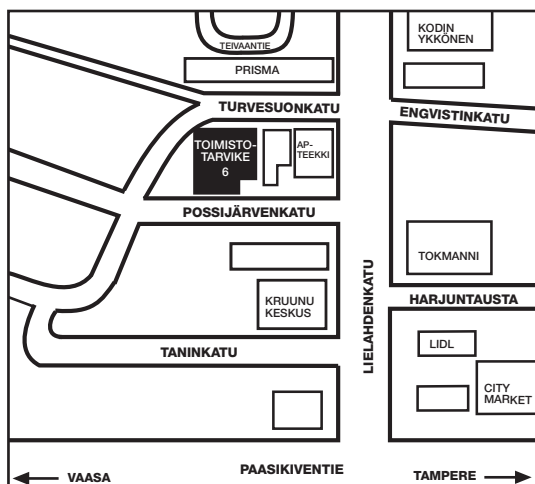 KODIN
YKKÖNEN
TEIVAANTIE
PRISMA
TURVESUONKATU
ENGVISTINKATU
TOIMISTO-
TARVIKE
6
AP-
TEEKKI
POSSIJÄRVENKATU
TOKMANNI
LIELAHDENKATU
KRUUNU
KESKUS
HARJUNTAUSTA
TANINKATU
LIDL
CITY
MARKET
PAASIKIVENTIE
VAASA
TAMPERE